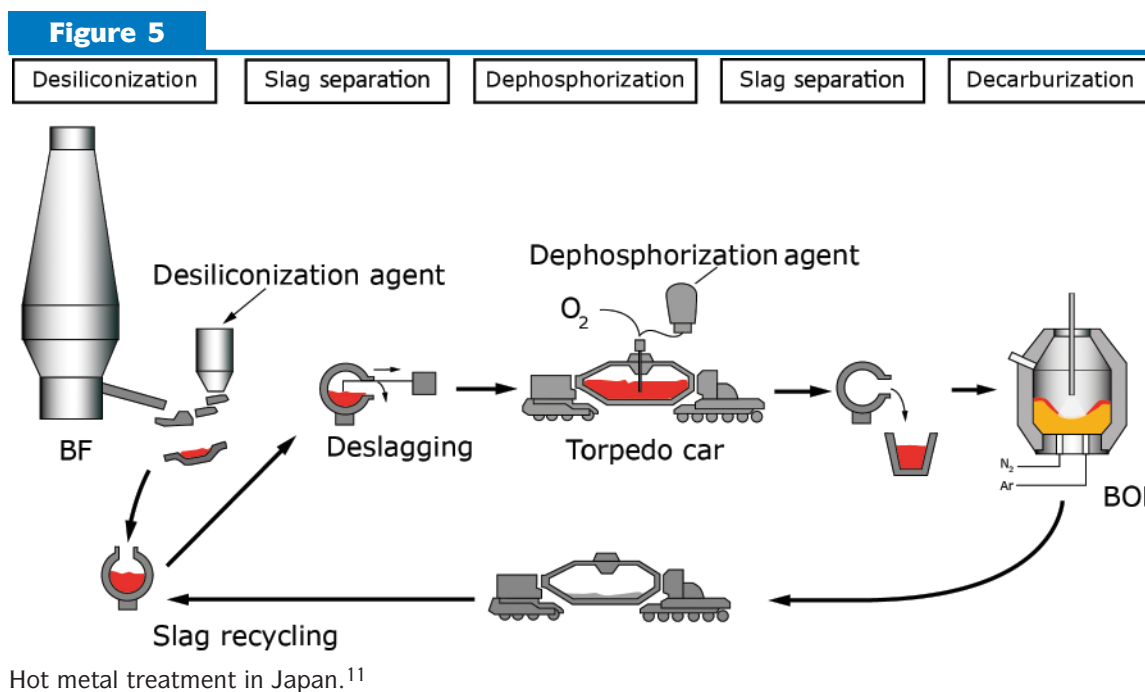 Figure 5
Desiliconization
Slag separation
Dephosphorization
Slag separation
Decarburization
Desiliconization agent
Dephosphorization agent
O₂
BF
Deslagging
Torpedo car
N₂
Ar
Slag recycling
Hot metal treatment in Japan.¹¹